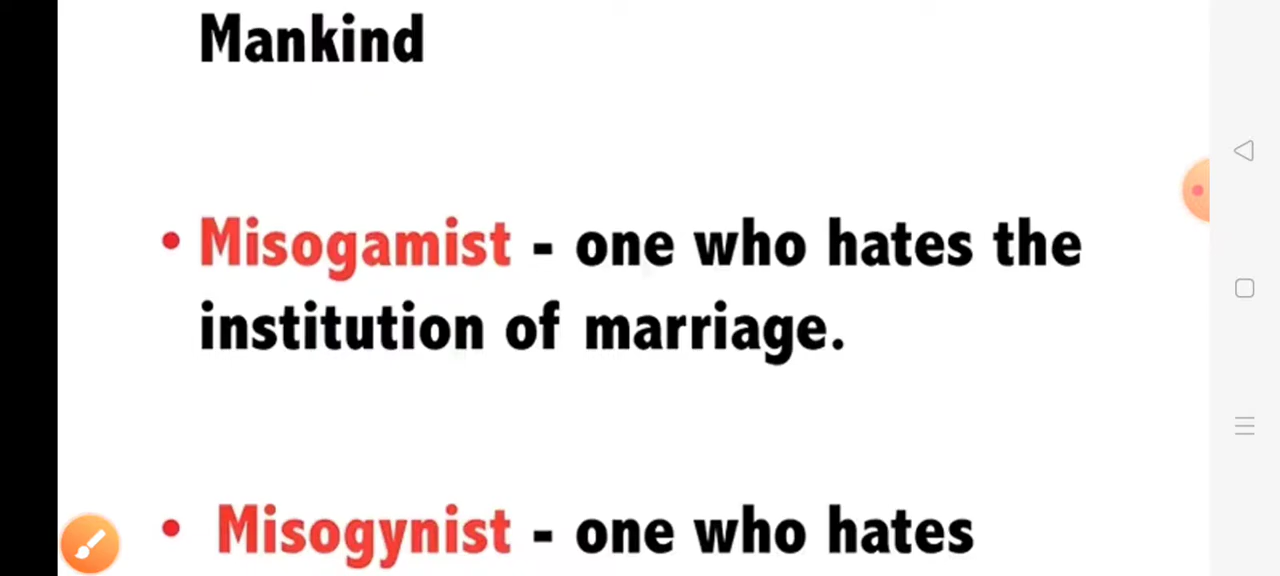 Mankind
• Misogamist - one who hates the
institution of marriage.
• Misogynist - one who hates